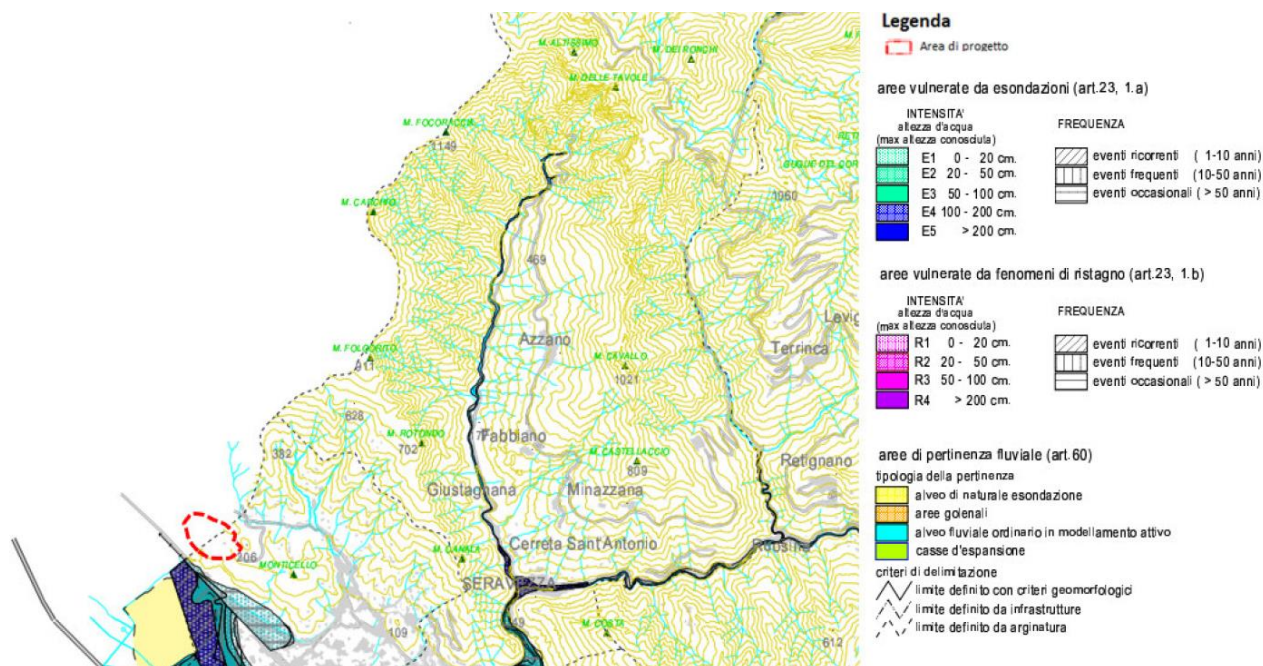 M. ALTISSIMO
M. DEI RONCHI
M. DELLE TAVOLE
M. FOCORACCIA
1149
M. CARCHIO
1060
469
Azzano
Terrinca
Levig
M. FOLGORITO
911
M. CAVALLO
1021
628
M. ROTONDO
702
382
Fabbiano
M. CASTELLACCIO
809
Retignano
Giustagnana
Minazzana
206
MONTICELLO
M. CANALA
Cerreta Sant'Antonio
SERAVEZZA
109
149
M. COSTA
612
Legenda
Area di progetto
aree vulnerate da esondazioni (art.23, 1.a)
INTENSITA'
altezza d'acqua
(max altezza conosciuta)
FREQUENZA
E1 0 - 20 cm.
E2 20 - 50 cm.
E3 50 - 100 cm.
E4 100 - 200 cm.
E5 > 200 cm.
eventi ricorrenti ( 1-10 anni)
eventi frequenti (10-50 anni)
eventi occasionali ( > 50 anni)
aree vulnerate da fenomeni di ristagno (art.23, 1.b)
INTENSITA'
altezza d'acqua
(max altezza conosciuta)
FREQUENZA
R1 0 - 20 cm.
R2 20 - 50 cm.
R3 50 - 100 cm.
R4 > 200 cm.
eventi ricorrenti ( 1-10 anni)
eventi frequenti (10-50 anni)
eventi occasionali ( > 50 anni)
aree di pertinenza fluviale (art.60)
tipologia della pertinenza
alveo di naturale esondazione
aree golenali
alveo fluviale ordinario in modellamento attivo
casse d'espansione
criteri di delimitazione
limite definito con criteri geomorfologici
limite definito da infrastrutture
limite definito da arginatura